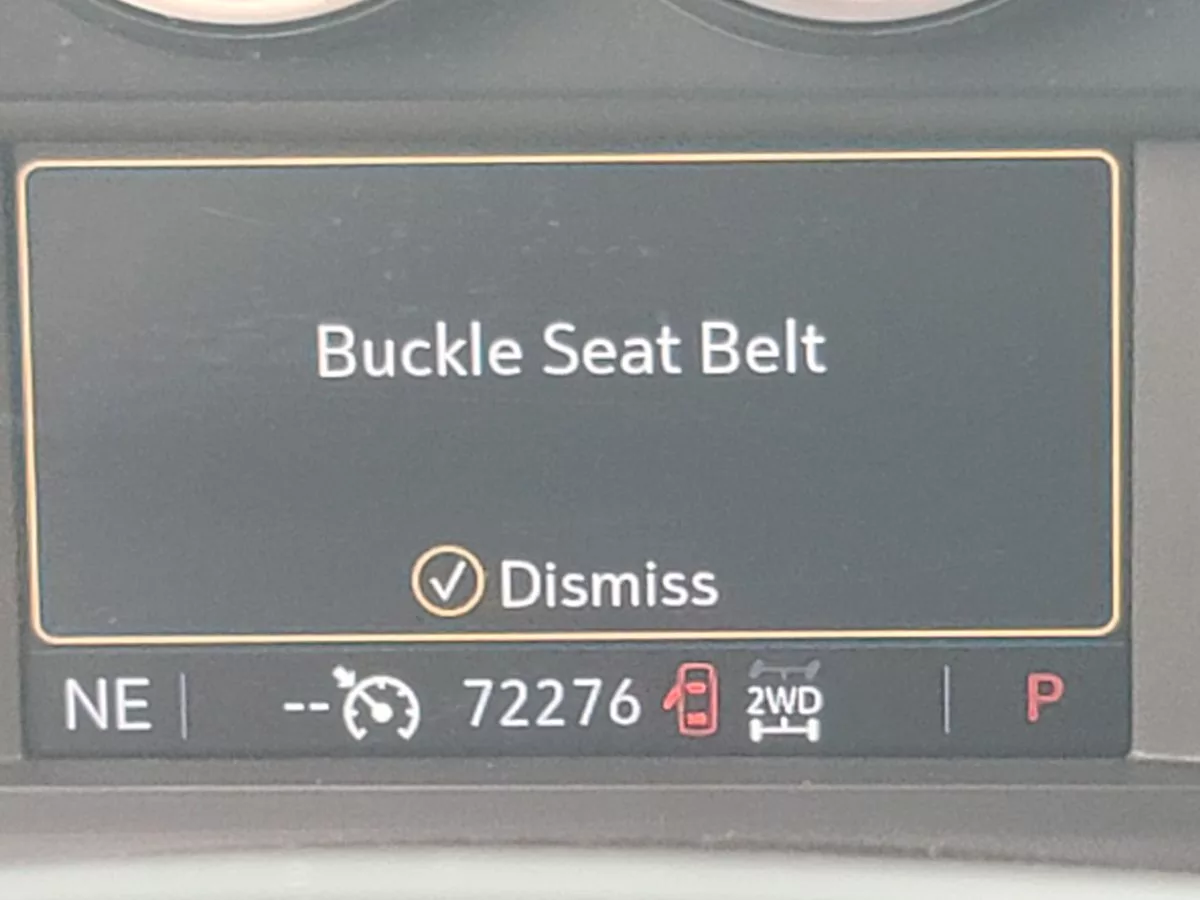 Buckle Seat Belt
Dismiss
NE -- 72276 2WD P